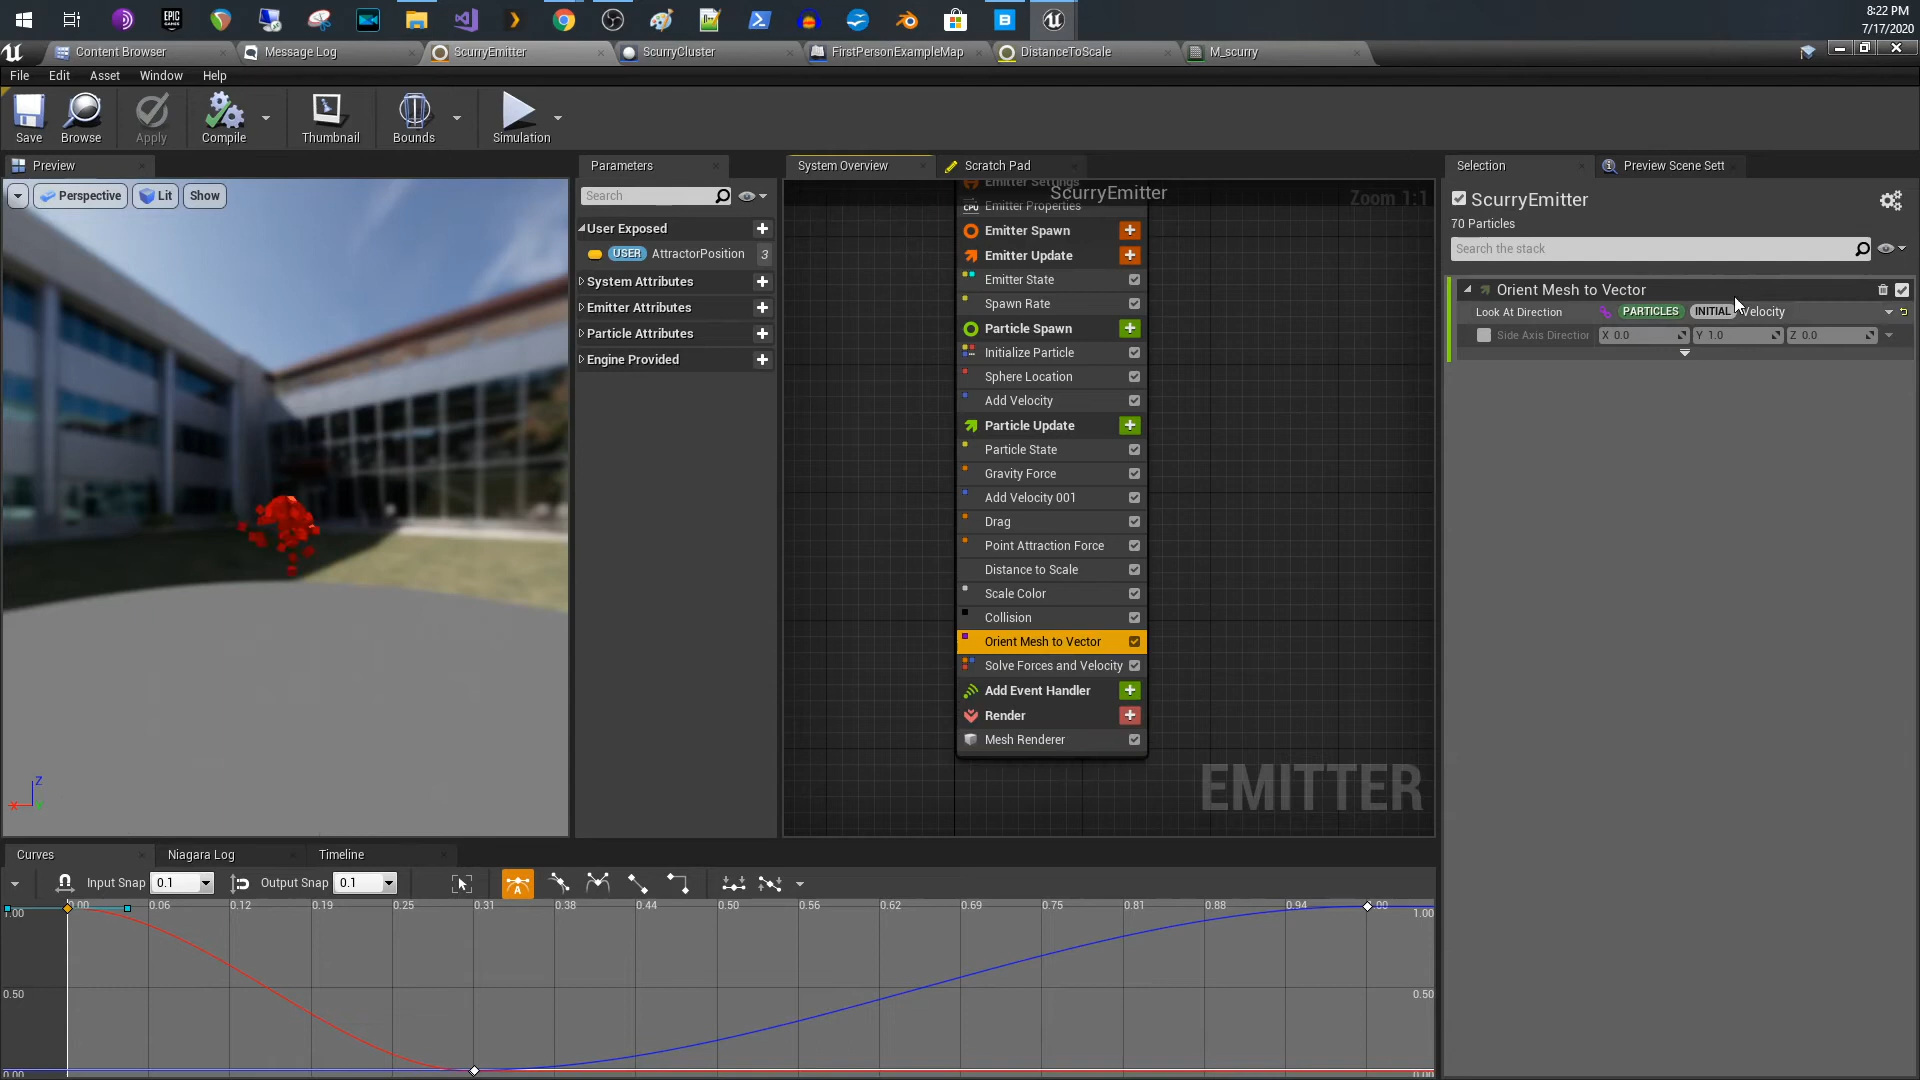 8:22 PM
7/17/2020
EPIC
GAMES
Content Browser
Message Log
ScurryEmitter
ScurryCluster
FirstPersonExampleMap
DistanceToScale
M_scurry
File
Edit
Asset
Window
Help
Save
Browse
Apply
Compile
Thumbnail
Bounds
Simulation
Preview
Parameters
System Overview
Scratch Pad
Selection
Preview Scene Sett
Perspective
Lit
Show
Search
User Exposed
USER AttractorPosition 3
System Attributes
Emitter Attributes
Particle Attributes
Engine Provided
ScurryEmitter
Zoom 1:1
Emitter Settings
CPU Emitter Properties
Emitter Spawn
Emitter Update
Emitter State
Spawn Rate
Particle Spawn
Initialize Particle
Sphere Location
Add Velocity
Particle Update
Particle State
Gravity Force
Add Velocity 001
Drag
Point Attraction Force
Distance to Scale
Scale Color
Collision
Orient Mesh to Vector
Solve Forces and Velocity
Add Event Handler
Render
Mesh Renderer
EMITTER
ScurryEmitter
70 Particles
Search the stack
Orient Mesh to Vector
Look At Direction PARTICLES INITIAL Velocity
Side Axis Direction X 0.0 Y 1.0 Z 0.0
Z
X
Y
Curves
Niagara Log
Timeline
Input Snap 0.1
Output Snap 0.1
A
0.00 0.06 0.12 0.19 0.25 0.31 0.38 0.44 0.50 0.56 0.62 0.69 0.75 0.81 0.88 0.94
1.00 1.00
0.50 0.50
0.00